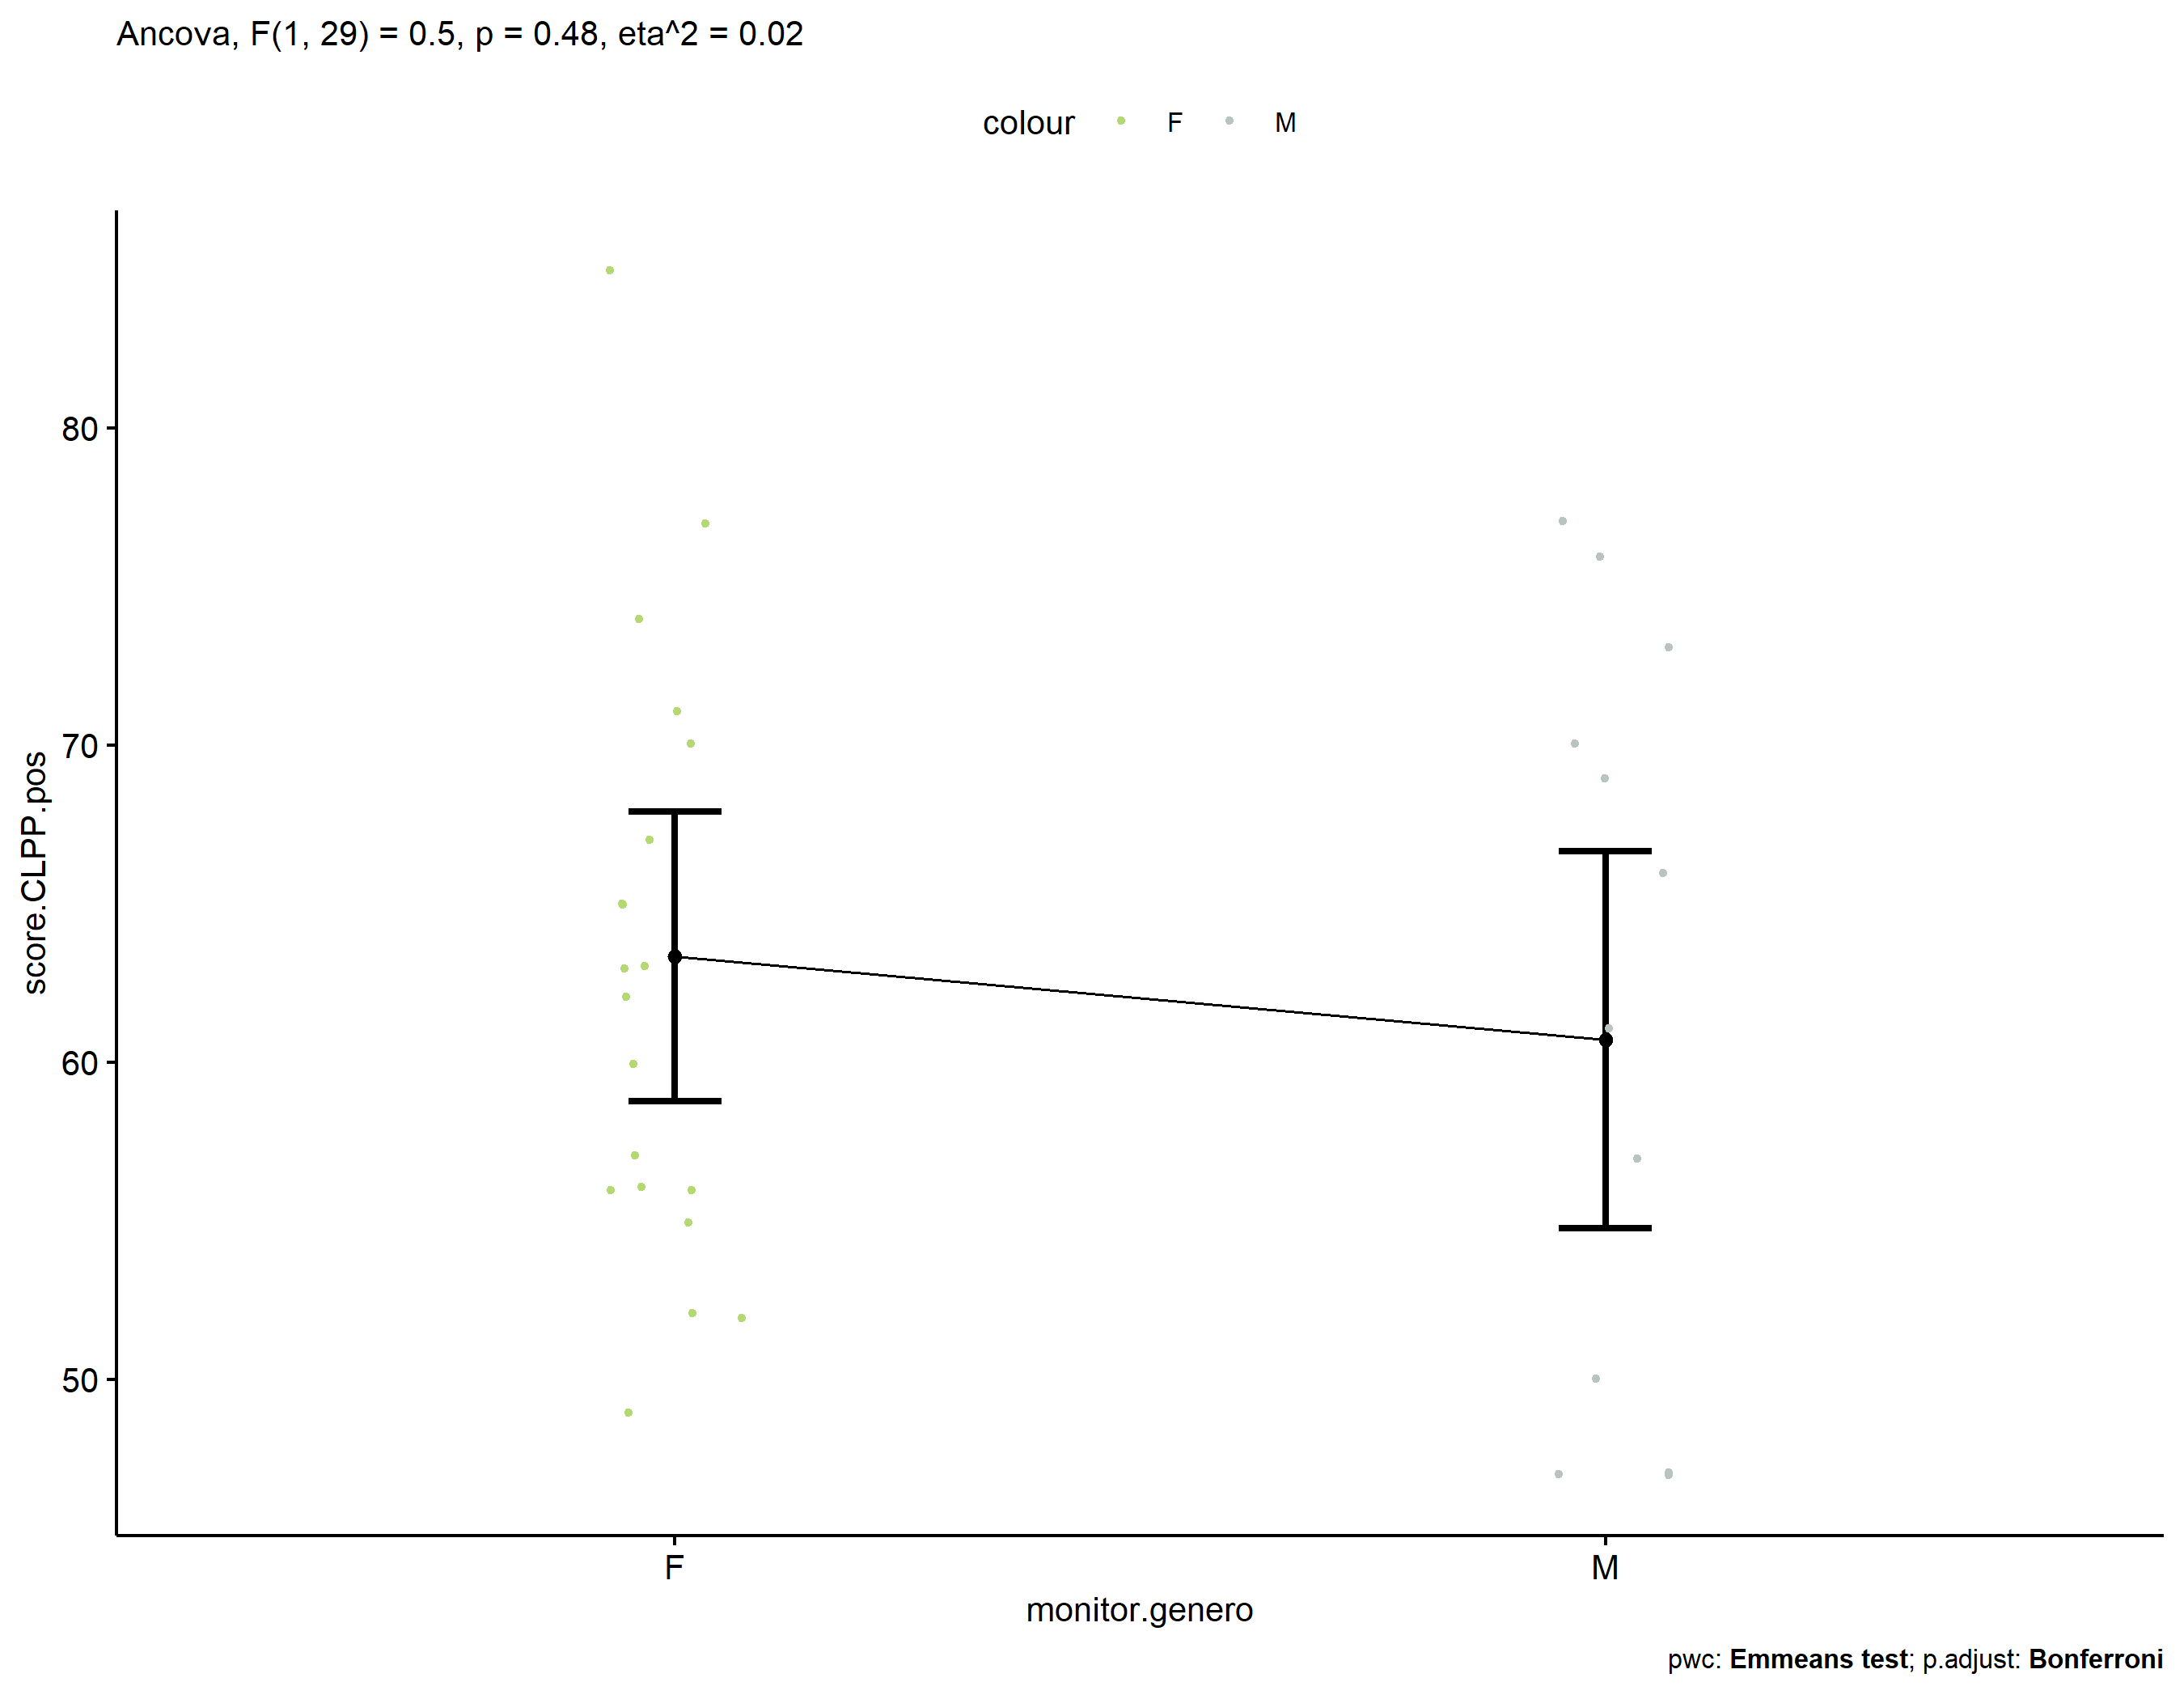 Ancova, F(1, 29) = 0.5, p = 0.48, eta^2 = 0.02
colour F M
80
70
60
50
score.CLPP.pos
F M
monitor.genero
pwc: Emmeans test; p.adjust: Bonferroni